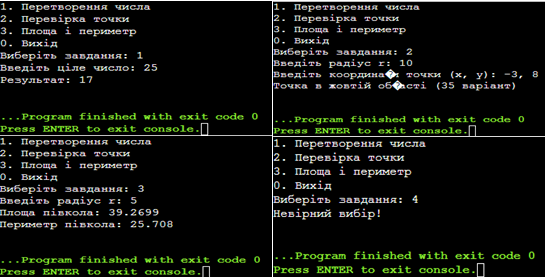 1. Перетворення числа
2. Перевірка точки
3. Площа і периметр
0. Вихід
Виберіть завдання: 1
Введіть ціле число: 25
Результат: 17
...Program finished with exit code 0
Press ENTER to exit console.
1. Перетворення числа
2. Перевірка точки
3. Площа і периметр
0. Вихід
Виберіть завдання: 2
Введіть радіус r: 10
Введіть координа�и точки (x, y): -3, 8
Точка в жовтій об�асті (35 варіант)
...Program finished with exit code 0
Press ENTER to exit console.
1. Перетворення числа
2. Перевірка точки
3. Площа і периметр
0. Вихід
Виберіть завдання: 3
Введіть радіус r: 5
Площа півкола: 39.2699
Периметр півкола: 25.708
...Program finished with exit code 0
Press ENTER to exit console.
1. Перетворення числа
2. Перевірка точки
3. Площа і периметр
0. Вихід
Виберіть завдання: 4
Невірний вибір!
...Program finished with exit code 0
Press ENTER to exit console.